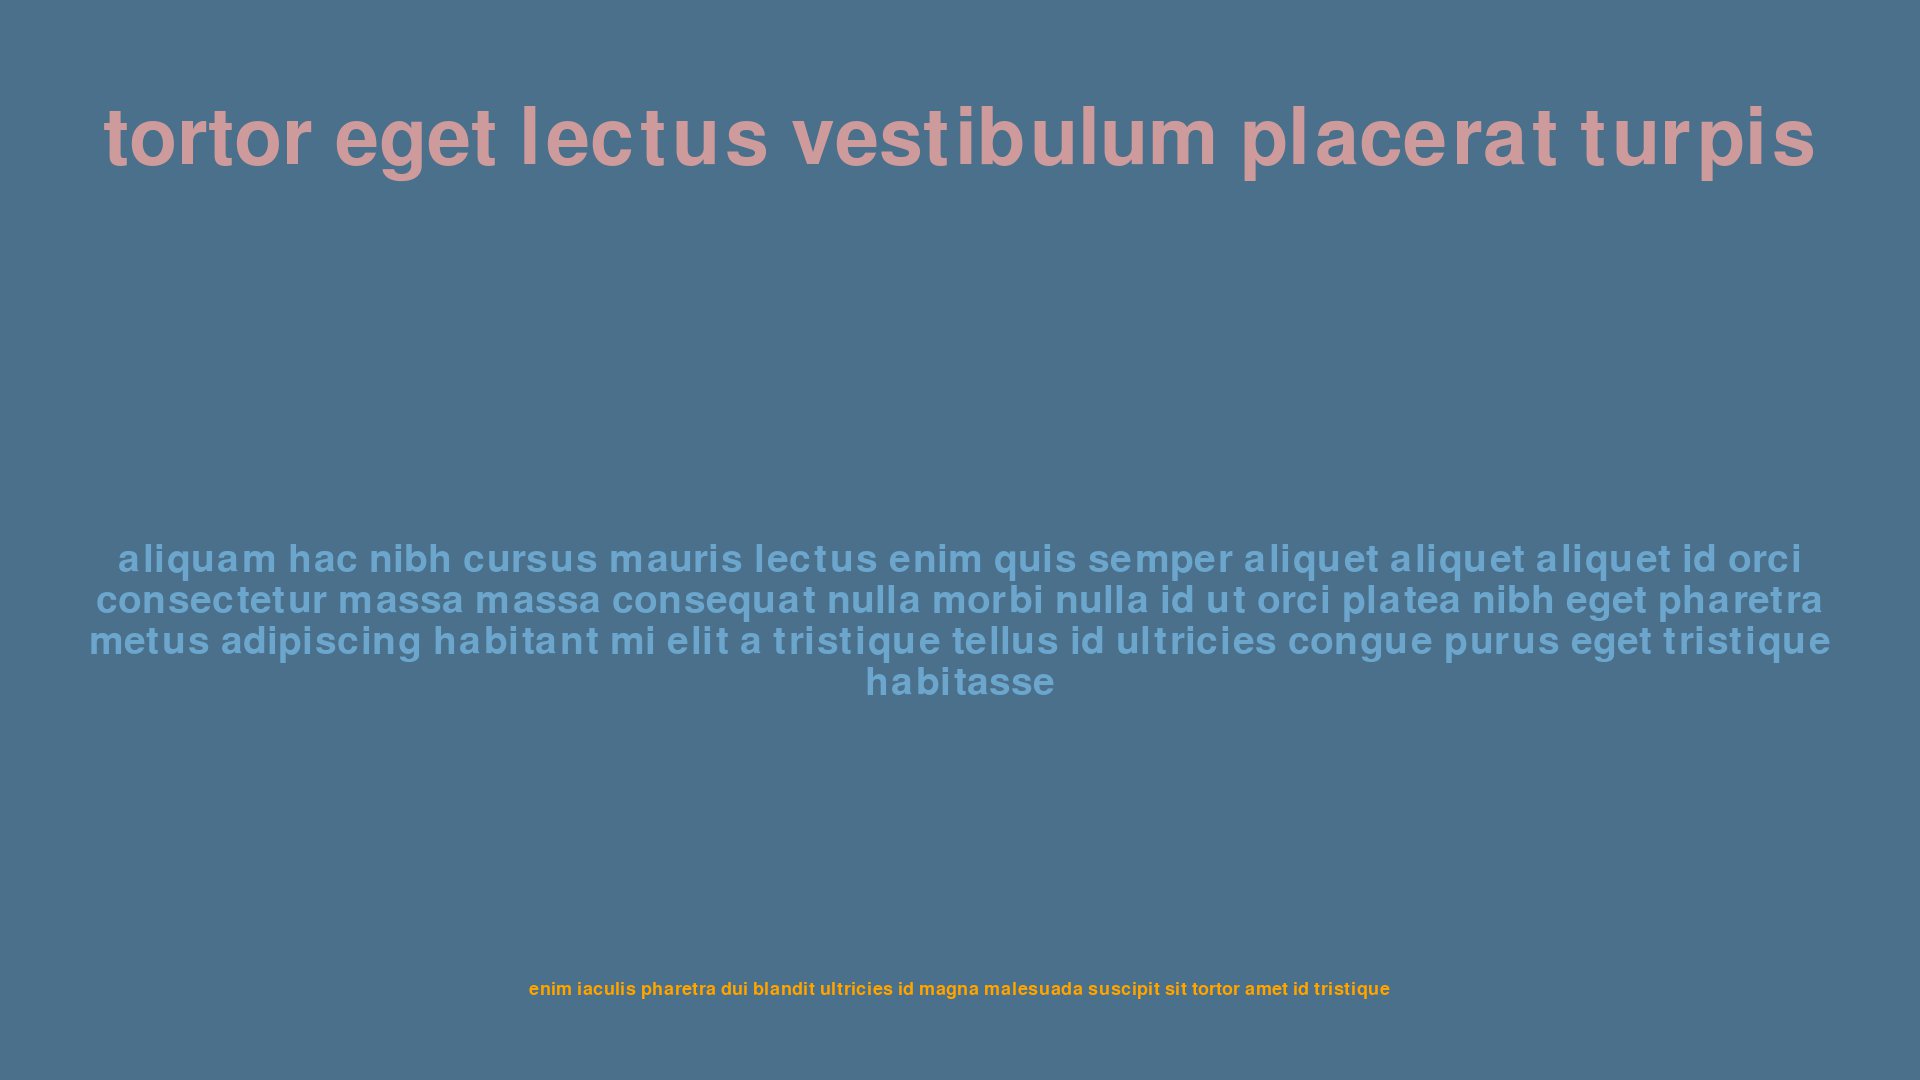 tortor eget lectus vestibulum placerat turpis
aliquam hac nibh cursus mauris lectus enim quis semper aliquet aliquet aliquet id orci
consectetur massa massa consequat nulla morbi nulla id ut orci platea nibh eget pharetra
metus adipiscing habitant mi elit a tristique tellus id ultricies congue purus eget tristique
habitasse
enim iaculis pharetra dui blandit ultricies id magna malesuada suscipit sit tortor amet id tristique